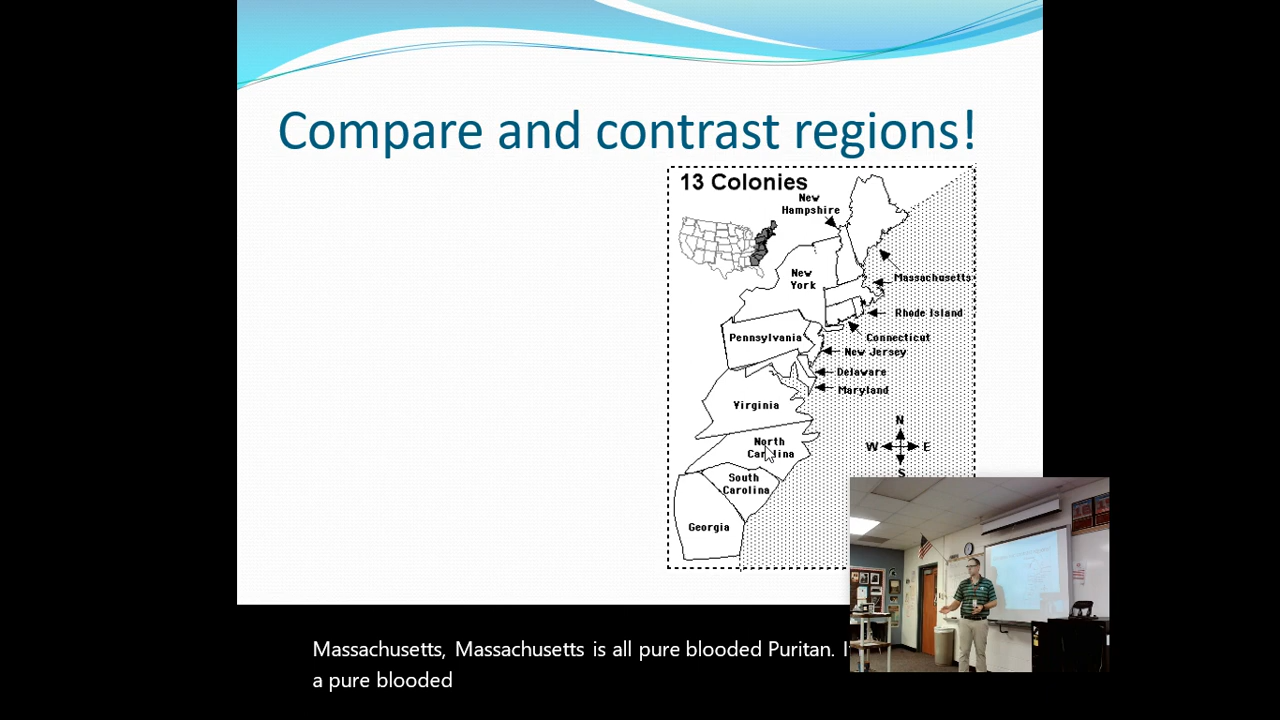 Compare and contrast regions!
13 Colonies
New
Hampshire
Massachusetts
New
York
Rhode Island
Connecticut
Pennsylvania
New Jersey
Delaware
Maryland
Virginia
N
W
E
S
North
Carolina
South
Carolina
Georgia
Massachusetts, Massachusetts is all pure blooded Puritan.
a pure blooded